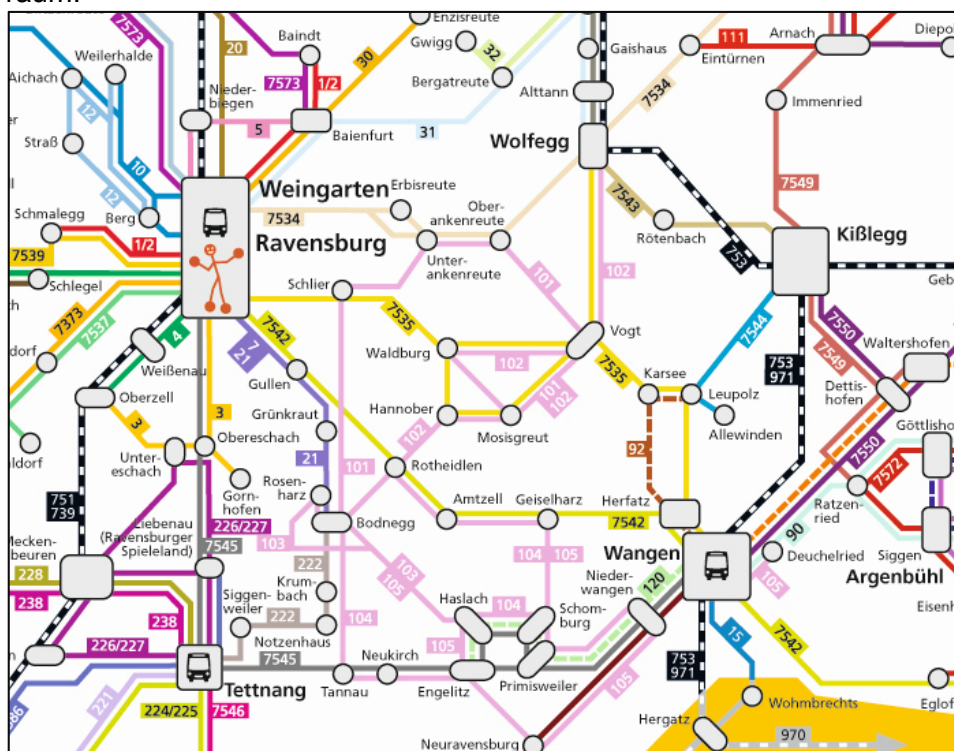 raum.
7573
20
Baindt
Enzisreute
Gwigg
32
Gaishaus
Arnach
111
Diepol
Eintürnen
Weilerhalde
Aichach
7573
1/2
30
Bergatreute
Nieder-
biegen
Alttann
7534
Immenried
12
5
Baienfurt
31
Straß
10
12
Wolfegg
7549
Weingarten
Erbisreute
7543
Berg
7534
Ober-
ankenreute
Schmalegg
1/2
Ravensburg
Unter-
ankenreute
101
102
Rötenbach
753
Kißlegg
7539
Schlegel
Schlier
Geb
7373
7537
4
7542
7535
Vogt
7544
7550
7549
Waltershofen
dorf
Weißenau
7
21
Gullen
Waldburg
102
7535
Karsee
753
971
Dettis-
hofen
Oberzell
Leupolz
101
102
3
3
Grünkraut
Hannober
Mosisgreut
Allewinden
Göttlishof
Obereschach
102
92
7550
ldorf
Unter-
eschach
21
101
Rotheidlen
7572
Gorn-
hofen
Rosen-
harz
Amtzell
Geiselharz
Herfatz
Ratzen-
ried
751
739
Liebenau
(Ravensburger
Spieleland)
226/227
Bodnegg
7542
90
Siggen
Mecken-
beuren
7545
103
103
105
104
105
Wangen
Deuchelried
228
222
Nieder-
wangen
120
105
Argenbühl
238
Siggen-
weiler
Krum-
bach
Haslach
104
Schom-
burg
Eisenh
238
222
104
15
226/227
Notzenhaus
105
7542
7545
Neukirch
753
971
Tettnang
Tannau
Engelitz
Primisweiler
105
Eglof
221
Wohmbrechts
224/225
7546
Hergatz
970
Neuravensburg